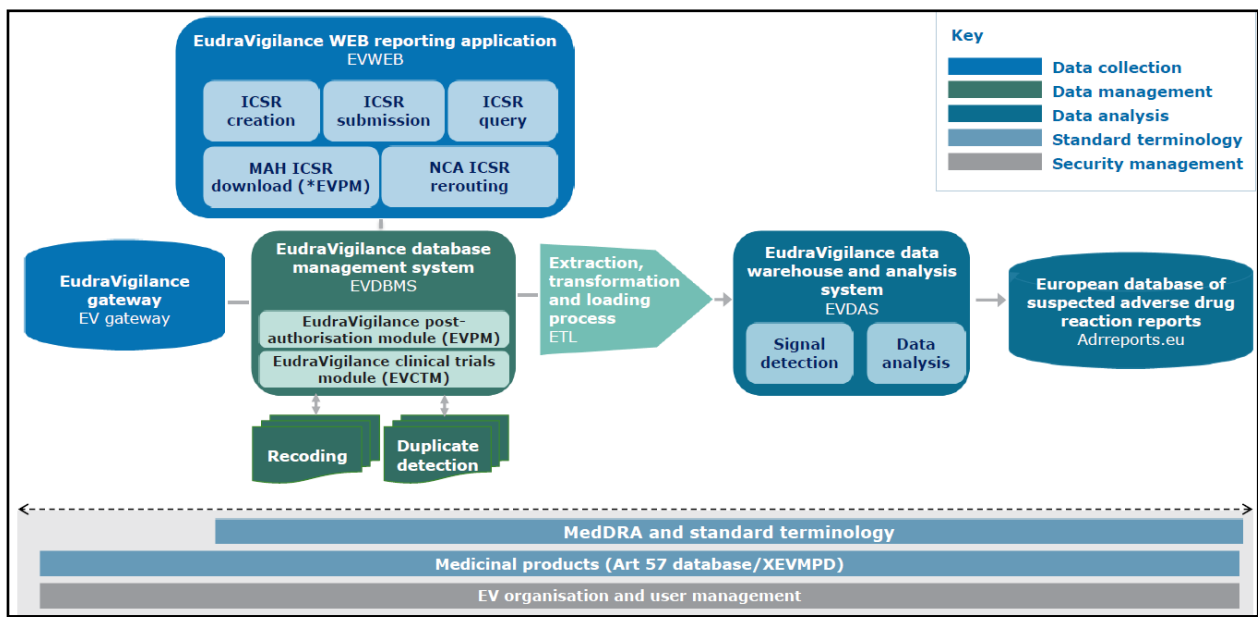 EudraVigilance WEB reporting application
EVWEB
ICSR
creation
ICSR
submission
ICSR
query
MAH ICSR
download (*EVPM)
NCA ICSR
rerouting
Key
Data collection
Data management
Data analysis
Standard terminology
Security management
EudraVigilance
gateway
EV gateway
EudraVigilance database
management system
EVDBMS
EudraVigilance post-
authorisation module (EVPM)
EudraVigilance clinical trials
module (EVCTM)
Extraction,
transformation
and loading
process
ETL
EudraVigilance data
warehouse and analysis
system
EVDAS
Signal
detection
Data
analysis
European database of
suspected adverse drug
reaction reports
Adrreports.eu
Recoding
Duplicate
detection
MedDRA and standard terminology
Medicinal products (Art 57 database/XEVMPD)
EV organisation and user management